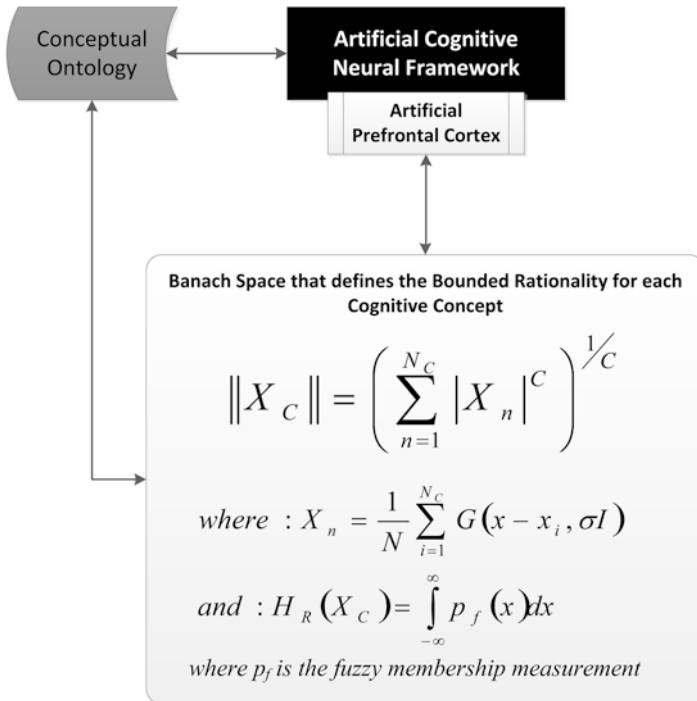 Conceptual
Ontology
Artificial Cognitive
Neural Framework
Artificial
Prefrontal Cortex
Banach Space that defines the Bounded Rationality for each
Cognitive Concept
‖X_C‖ = ( ∑_{n=1}^{N_C} |X_n|^C )^{1/C}
where : X_n = 1/N ∑_{i=1}^{N_C} G(x − x_i, σI)
and : H_R(X_C) = ∫_{−∞}^{∞} p_f(x)dx
where p_f is the fuzzy membership measurement